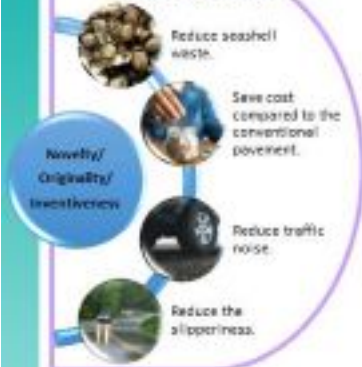 Reduce seashell
waste.
Save cost
compared to the
conventional
pavement.
Novelty/
Originality/
Inventiveness
Reduce traffic
noise.
Reduce the
slipperiness.